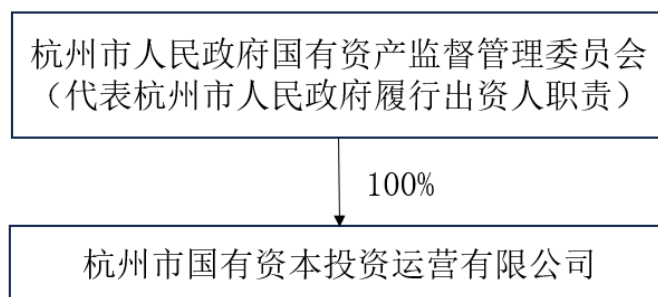 杭州市人民政府国有资产监督管理委员会
（代表杭州市人民政府履行出资人职责）
100%
杭州市国有资本投资运营有限公司